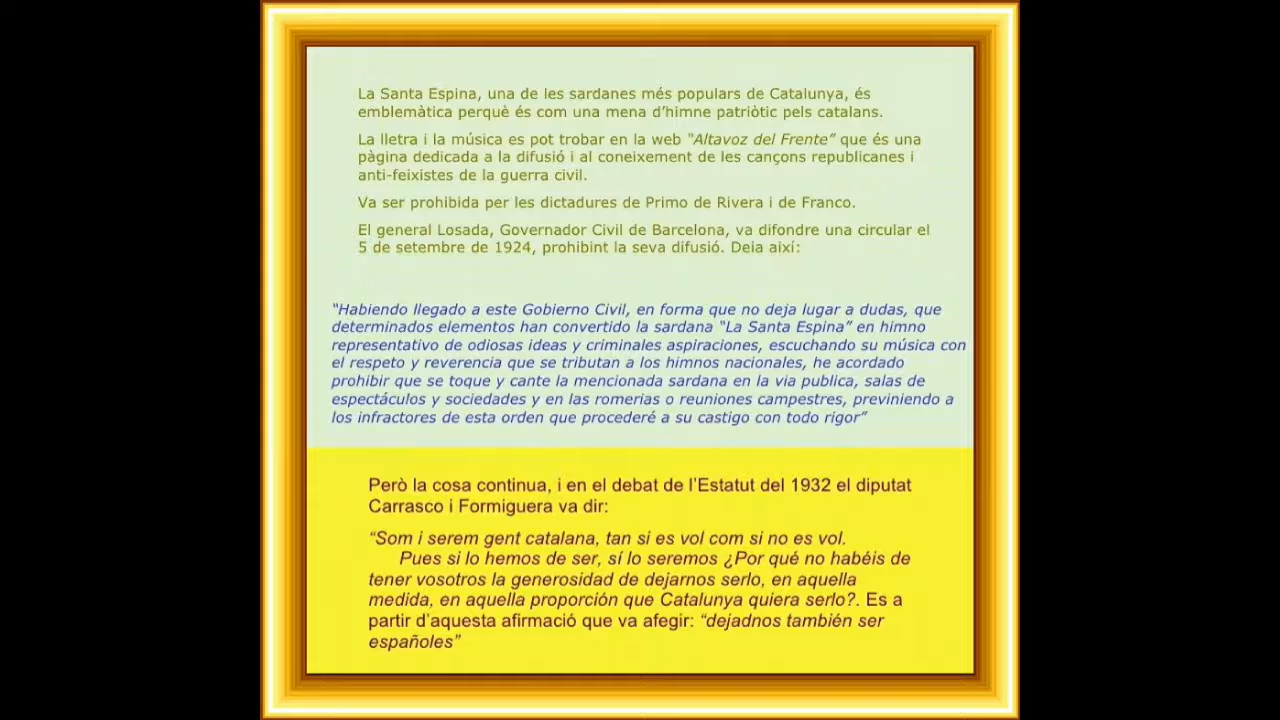 La Santa Espina, una de les sardanes més populars de Catalunya, és
emblemàtica perquè és com una mena d’himne patriòtic pels catalans.
La lletra i la música es pot trobar en la web “Altavoz del Frente” que és una
pàgina dedicada a la difusió i al coneixement de les cançons republicanes i
anti-feixistes de la guerra civil.
Va ser prohibida per les dictadures de Primo de Rivera i de Franco.
El general Losada, Governador Civil de Barcelona, va difondre una circular el
5 de setembre de 1924, prohibint la seva difusió. Deia així:
“Habiendo llegado a este Gobierno Civil, en forma que no deja lugar a dudas, que
determinados elementos han convertido la sardana “La Santa Espina” en himno
representativo de odiosas ideas y criminales aspiraciones, escuchando su música con
el respeto y reverencia que se tributan a los himnos nacionales, he acordado
prohibir que se toque y cante la mencionada sardana en la via publica, salas de
espectáculos y sociedades y en las romerias o reuniones campestres, previniendo a
los infractores de esta orden que procederé a su castigo con todo rigor”
Però la cosa continua, i en el debat de l’Estatut del 1932 el diputat
Carrasco i Formiguera va dir:
“Som i serem gent catalana, tan si es vol com si no es vol.
Pues si lo hemos de ser, sí lo seremos ¿Por qué no habéis de
tener vosotros la generosidad de dejarnos serlo, en aquella
medida, en aquella proporción que Catalunya quiera serlo?. Es a
partir d’aquesta afirmació que va afegir: “dejadnos también ser
españoles”